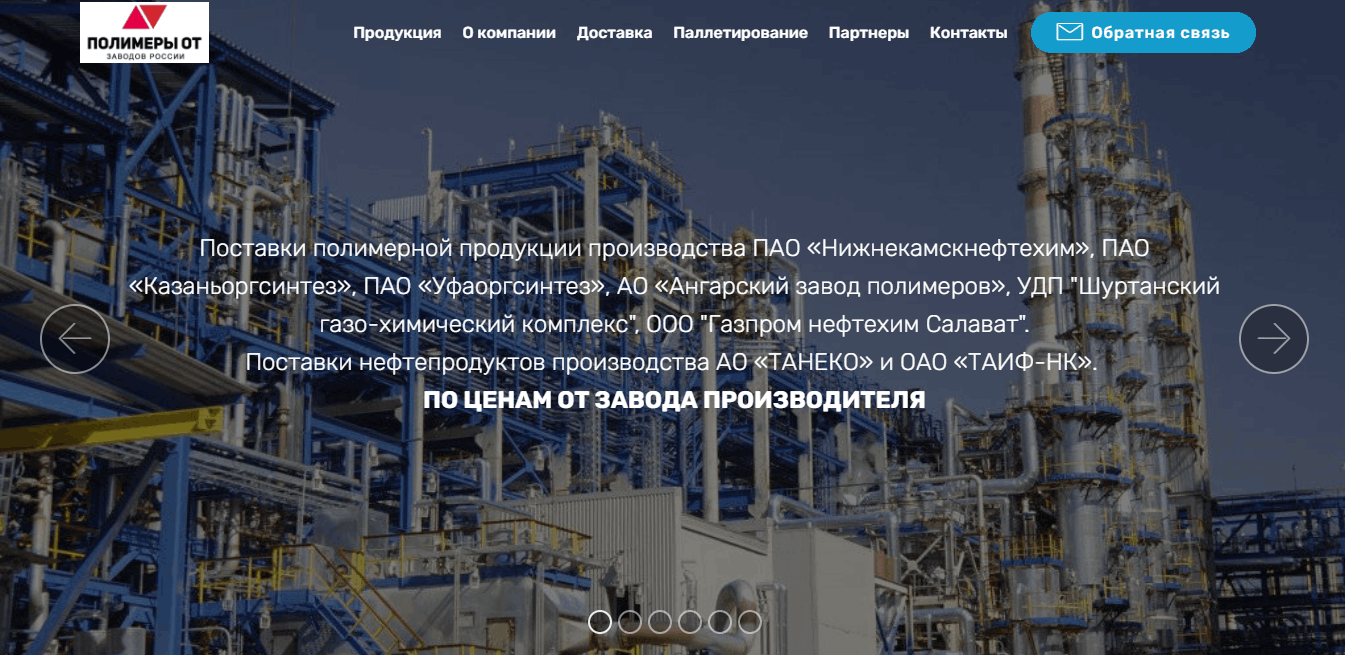 ПОЛИМЕРЫ ОТ
ЗАВОДОВ РОССИИ
Продукция О компании Доставка Паллетирование Партнеры Контакты Обратная связь
Поставки полимерной продукции производства ПАО «Нижнекамскнефтехим», ПАО
«Казаньоргсинтез», ПАО «Уфаоргсинтез», АО «Ангарский завод полимеров», УДП "Шуртанский
газо-химический комплекс", ООО "Газпром нефтехим Салават".
Поставки нефтепродуктов производства АО «ТАНЕКО» и ОАО «ТАИФ-НК».
ПО ЦЕНАМ ОТ ЗАВОДА ПРОИЗВОДИТЕЛЯ